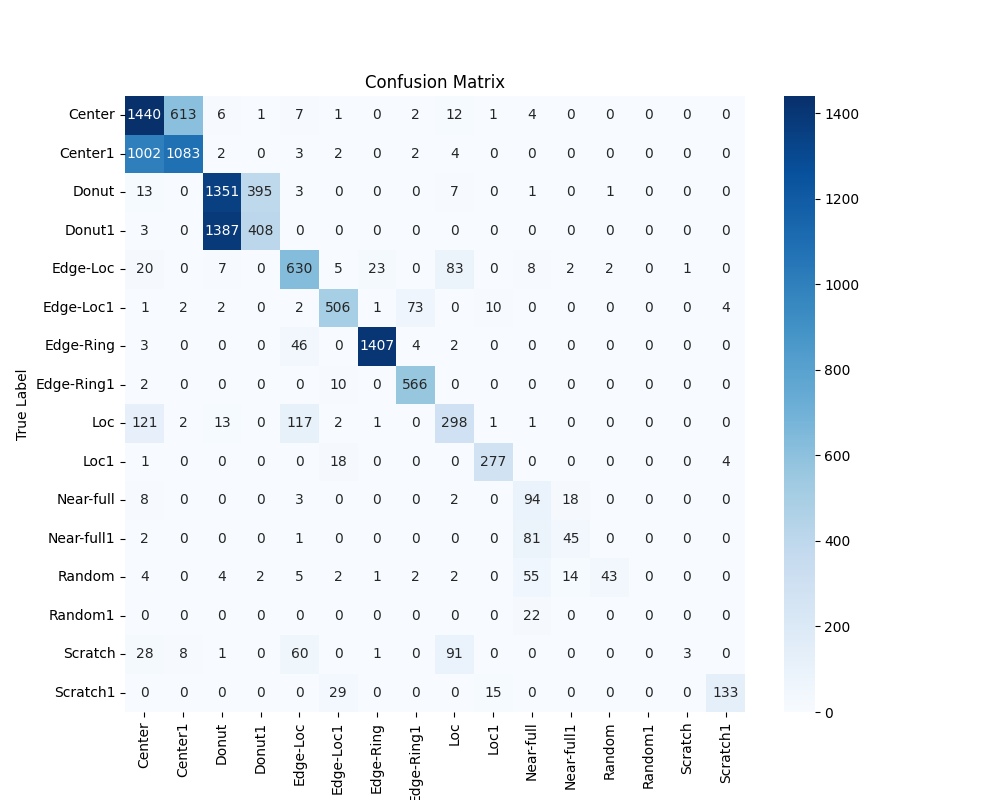 Confusion Matrix
Center 1440 613 6 1 7 1 0 2 12 1 4 0 0 0 0 0
Center1 1002 1083 2 0 3 2 0 2 4 0 0 0 0 0 0 0
Donut 13 0 1351 395 3 0 0 0 7 0 1 0 1 0 0 0
Donut1 3 0 1387 408 0 0 0 0 0 0 0 0 0 0 0 0
Edge-Loc 20 0 7 0 630 5 23 0 83 0 8 2 2 0 1 0
Edge-Loc1 1 2 2 0 2 506 1 73 0 10 0 0 0 0 0 4
Edge-Ring 3 0 0 0 46 0 1407 4 2 0 0 0 0 0 0 0
Edge-Ring1 2 0 0 0 0 10 0 566 0 0 0 0 0 0 0 0
Loc 121 2 13 0 117 2 1 0 298 1 1 0 0 0 0 0
Loc1 1 0 0 0 0 18 0 0 0 277 0 0 0 0 0 4
Near-full 8 0 0 0 3 0 0 0 2 0 94 18 0 0 0 0
Near-full1 2 0 0 0 1 0 0 0 0 0 81 45 0 0 0 0
Random 4 0 4 2 5 2 1 2 2 0 55 14 43 0 0 0
Random1 0 0 0 0 0 0 0 0 0 0 22 0 0 0 0 0
Scratch 28 8 1 0 60 0 1 0 91 0 0 0 0 0 3 0
Scratch1 0 0 0 0 0 29 0 0 0 15 0 0 0 0 0 133
True Label
Center
Center1
Donut
Donut1
Edge-Loc
Edge-Loc1
Edge-Ring
Edge-Ring1
Loc
Loc1
Near-full
Near-full1
Random
Random1
Scratch
Scratch1
1400
1200
1000
800
600
400
200
0